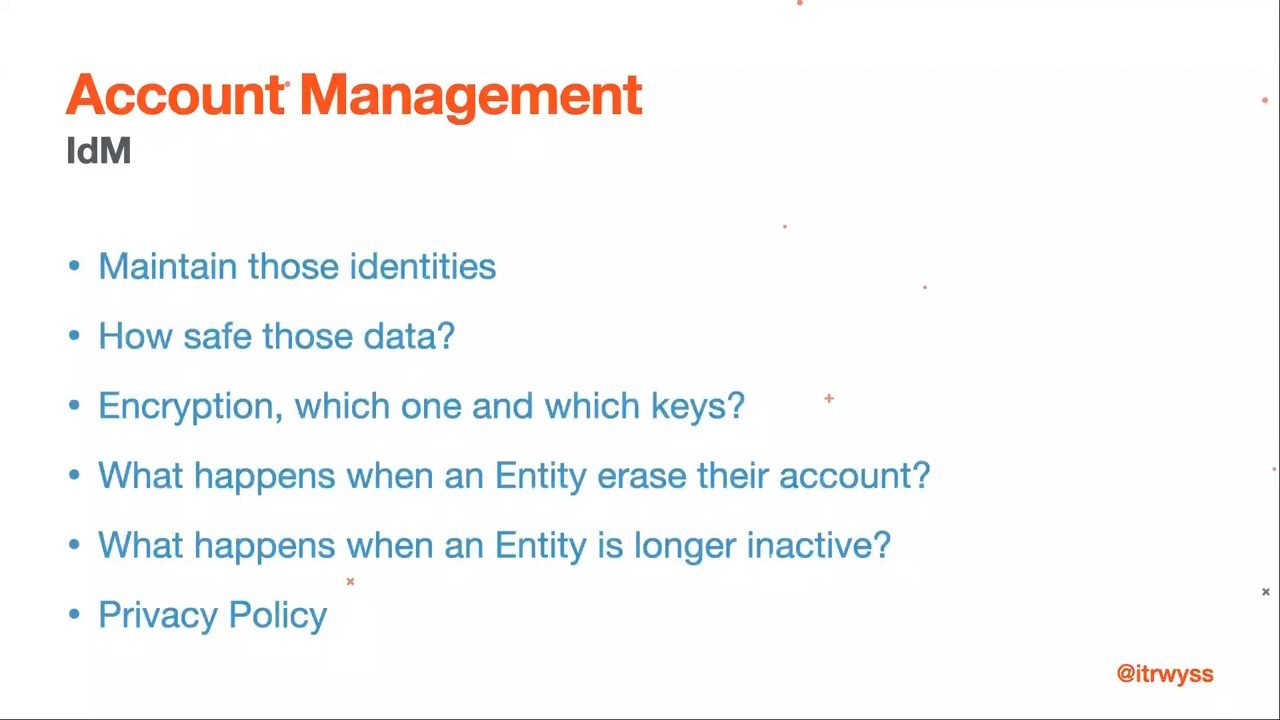 Account Management
IdM
• Maintain those identities
• How safe those data?
• Encryption, which one and which keys?
• What happens when an Entity erase their account?
• What happens when an Entity is longer inactive?
• Privacy Policy
@itrwyss